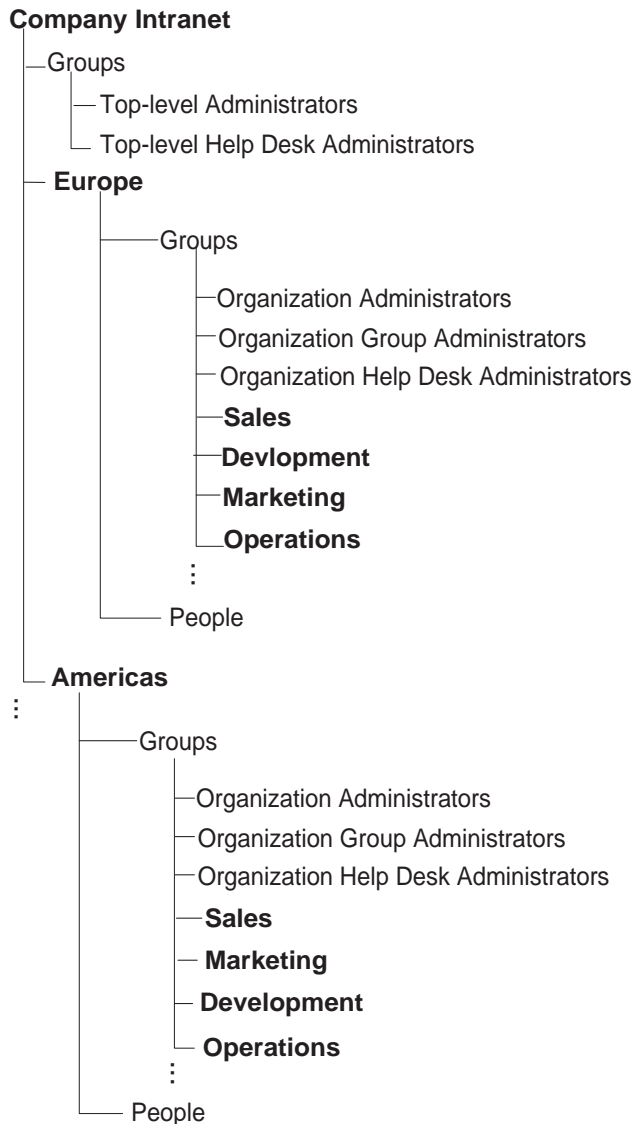 Company Intranet
Groups
Top-level Administrators
Top-level Help Desk Administrators
Europe
Groups
Organization Administrators
Organization Group Administrators
Organization Help Desk Administrators
Sales
Devlopment
Marketing
Operations
...
People
Americas
...
Groups
Organization Administrators
Organization Group Administrators
Organization Help Desk Administrators
Sales
Marketing
Development
Operations
...
People